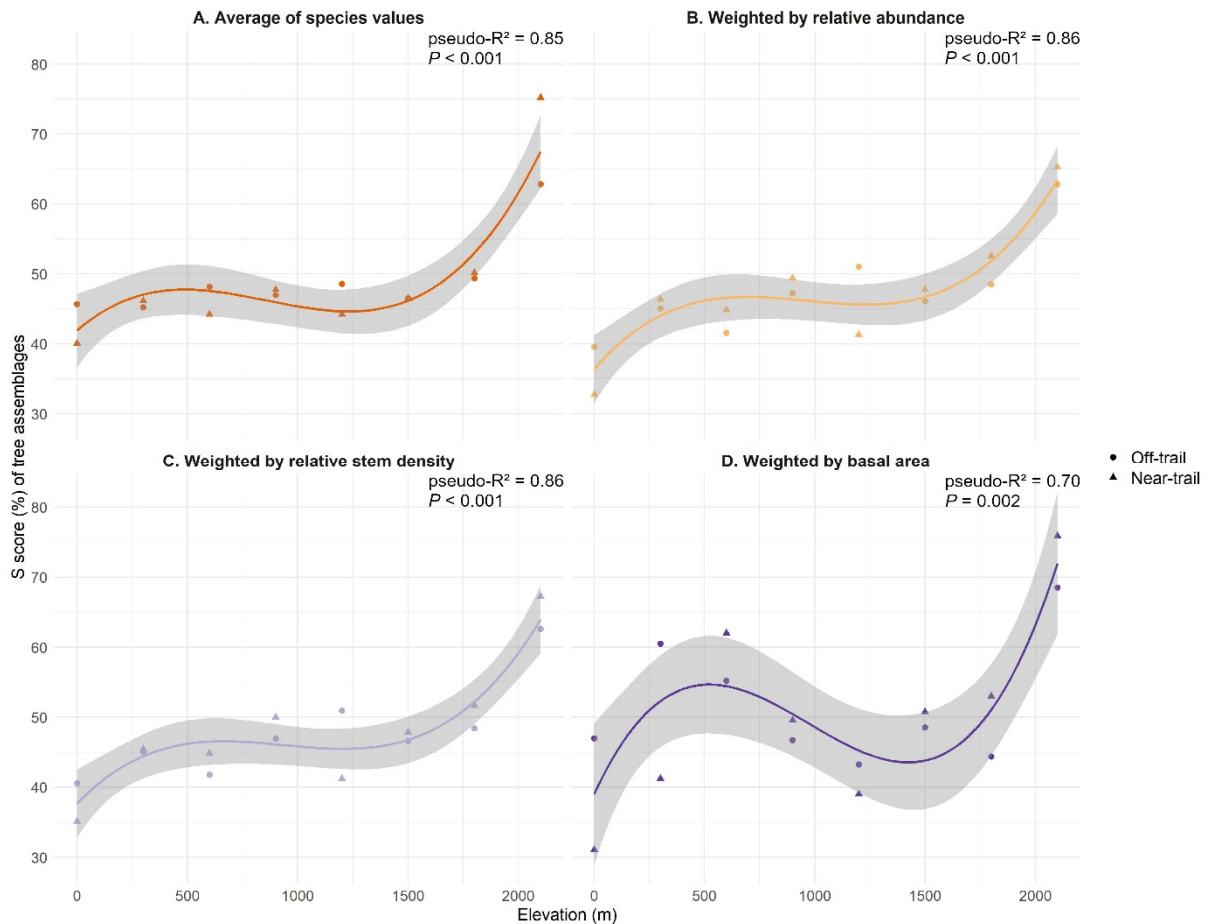 A. Average of species values
pseudo-R² = 0.85
P < 0.001
B. Weighted by relative abundance
pseudo-R² = 0.86
P < 0.001
80
70
60
50
40
30
C. Weighted by relative stem density
pseudo-R² = 0.86
P < 0.001
D. Weighted by basal area
pseudo-R² = 0.70
P = 0.002
80
70
60
50
40
30
S score (%) of tree assemblages
Off-trail
Near-trail
0 500 1000 1500 2000
0 500 1000 1500 2000
Elevation (m)